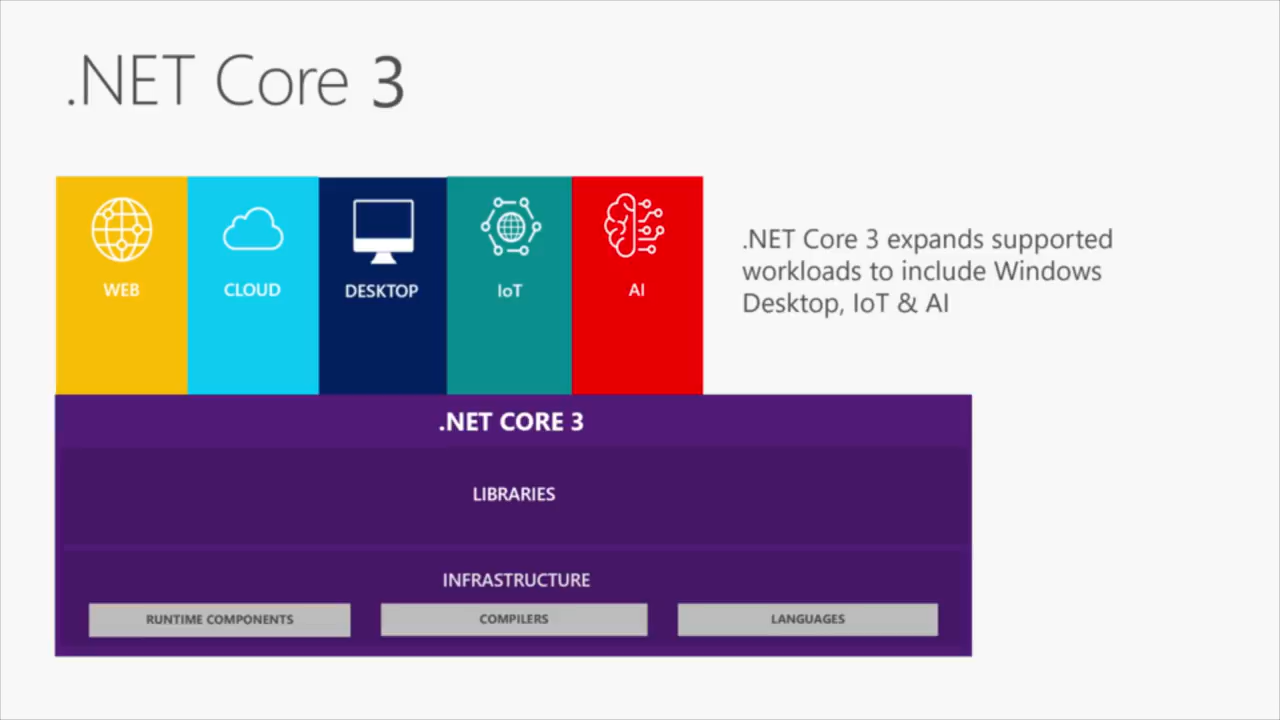 .NET Core 3
WEB
CLOUD
DESKTOP
IoT
AI
.NET Core 3 expands supported
workloads to include Windows
Desktop, IoT & AI
.NET CORE 3
LIBRARIES
INFRASTRUCTURE
RUNTIME COMPONENTS
COMPILERS
LANGUAGES